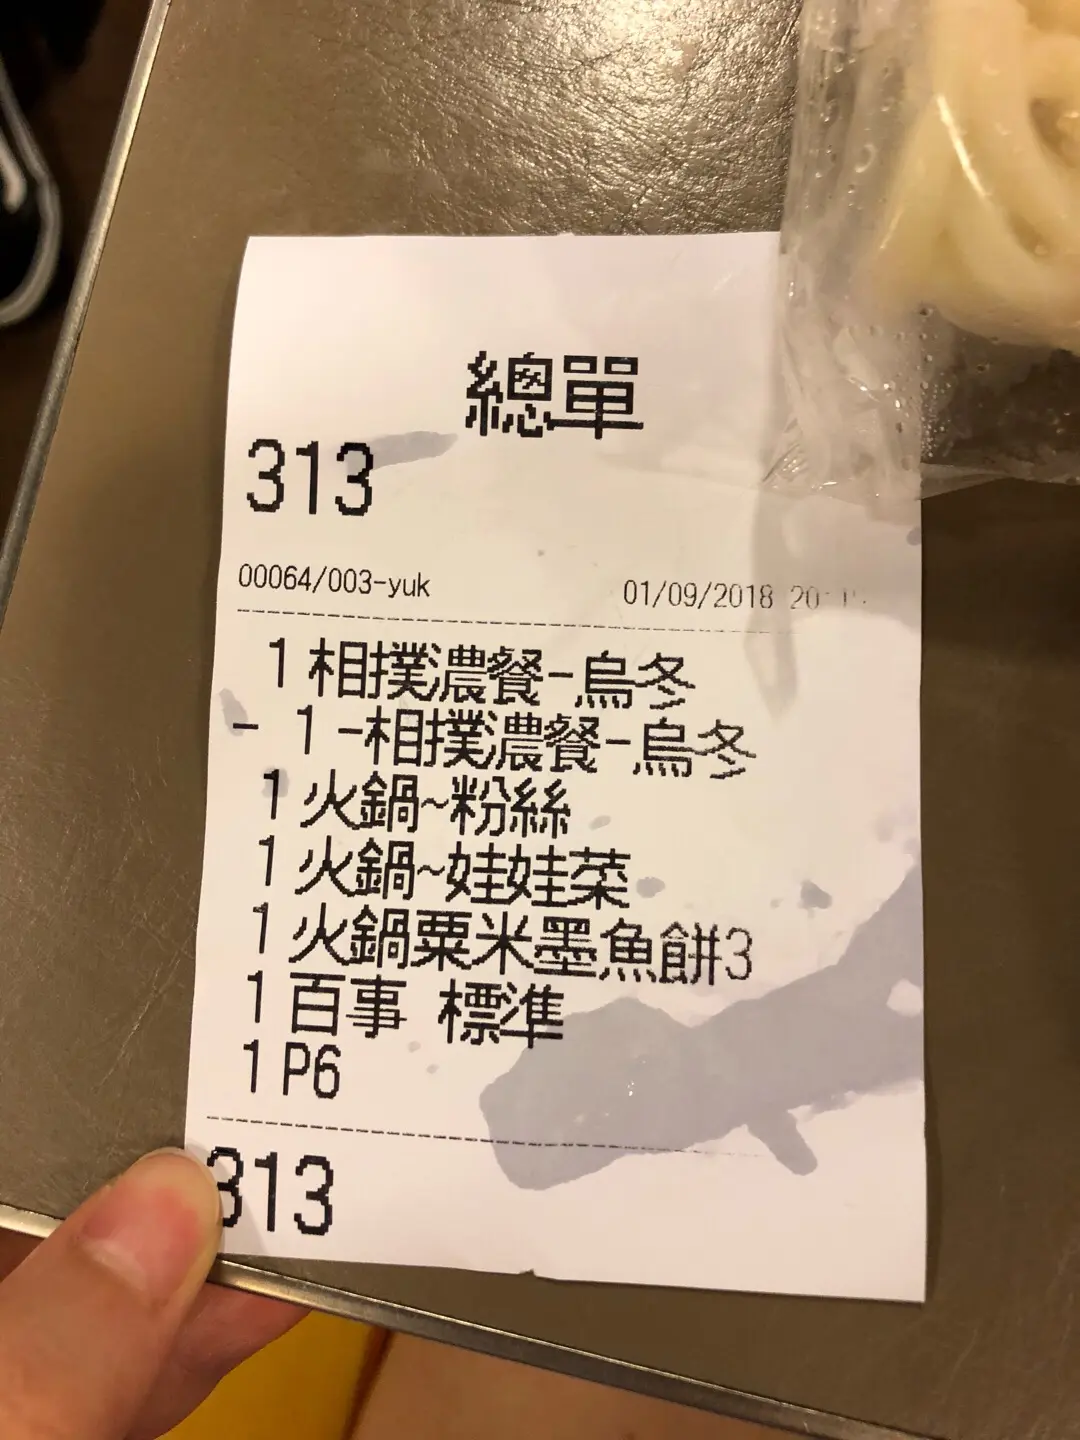 總單
313
00064/003-yuk 01/09/2018
1 相撲濃餐-烏冬
- 1 -相撲濃餐-烏冬
1 火鍋~粉絲
1 火鍋~娃娃菜
1 火鍋粟米墨魚餅3
1 百事 標準
1 P6
313